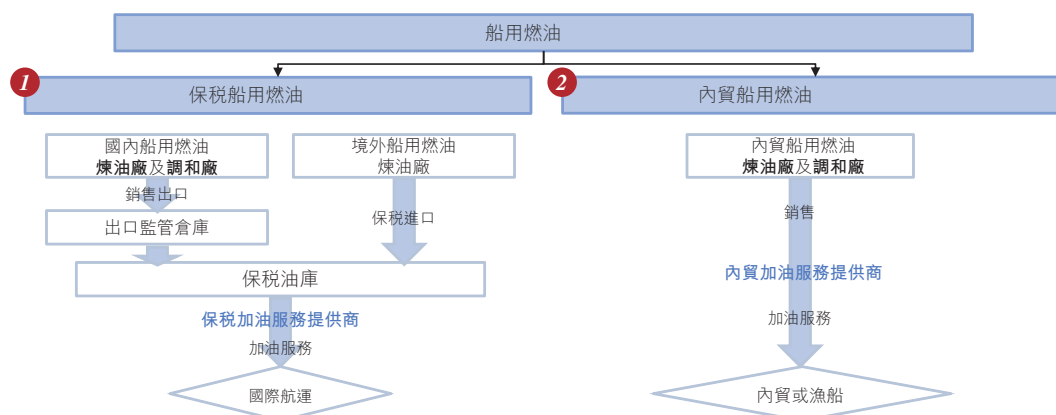 船用燃油
1
保税船用燃油
2
內貿船用燃油
國內船用燃油
煉油廠及調和廠
境外船用燃油
煉油廠
內貿船用燃油
煉油廠及調和廠
銷售出口
保税進口
銷售
出口監管倉庫
保税油庫
內貿加油服務提供商
保税加油服務提供商
加油服務
加油服務
國際航運
內貿或漁船